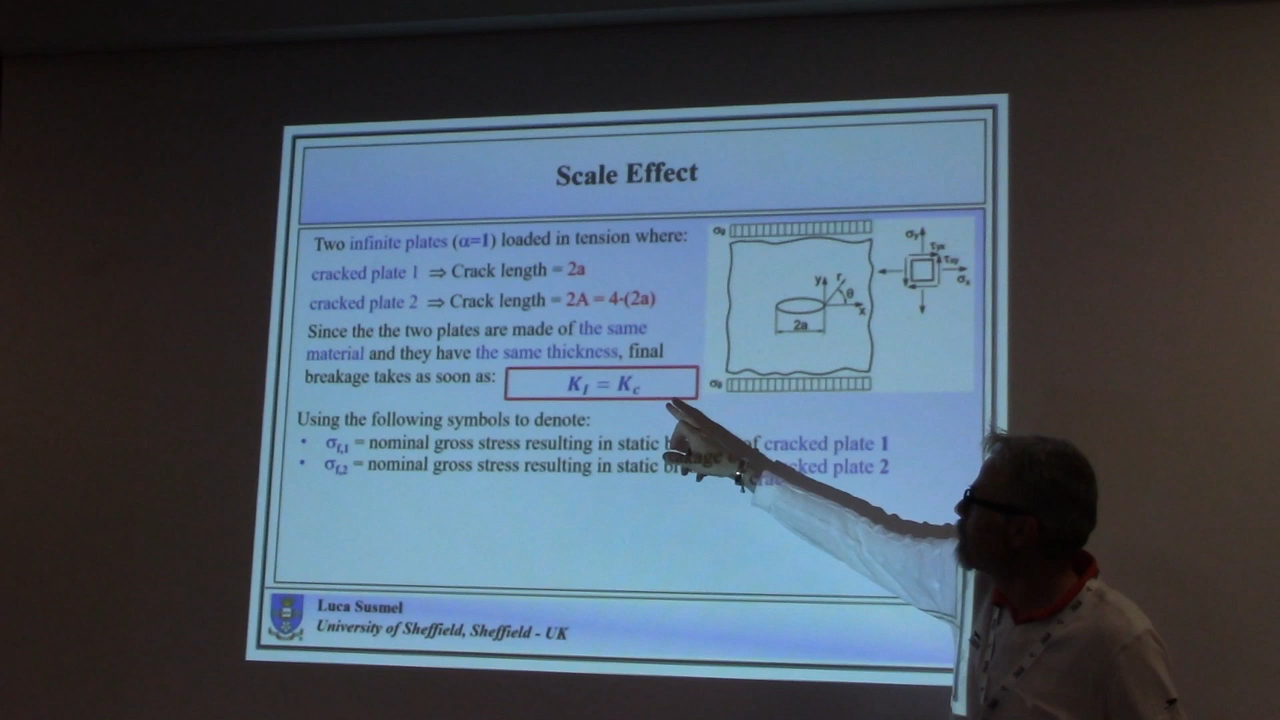 Scale Effect
Two infinite plates (α=1) loaded in tension where:
cracked plate 1 ⇒ Crack length = 2a
cracked plate 2 ⇒ Crack length = 2A = 4·(2a)
Since the the two plates are made of the same
material and they have the same thickness, final
breakage takes as soon as:
K_I = K_c
σ_g
y
r
θ
x
2a
σ_g
σ_y
τ_yx
τ_xy
σ_x
Using the following symbols to denote:
• σ_f,1 = nominal gross stress resulting in static of cracked plate 1
• σ_f,2 = nominal gross stress resulting in static plate 2
Luca Susmel
University of Sheffield, Sheffield - UK